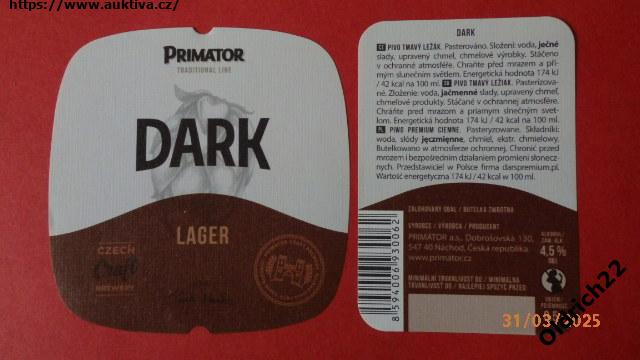 https://www.auktiva.cz/
PRIMATOR
TRADITIONAL LINE
DARK
LAGER
CZECH
Craft
BREWERY
DARK
CZ PIVO TMAVÝ LEŽÁK. Pasterováno. Složení: voda, ječné
slady, upravený chmel, chmelové výrobky. Stáčeno
v ochranné atmosféře. Chraňte před mrazem a pří-
mým slunečním světlem. Energetická hodnota 174 kJ
/ 42 kcal na 100 ml. SK PIVO TMAVÝ LEŽIAK. Pasterizova-
né. Zloženie: voda, jačmenné slady, upravený chmeľ,
chmeľové produkty. Stáčané v ochrannej atmosfére.
Chráňte pred mrazom a priamym slnečným svet-
lom. Energetická hodnota 174 kJ / 42 kcal na 100 ml.
PL PIWO PREMIUM CIEMNE. Pasteryzowane. Składniki:
woda, słody jęczmienne, chmiel, ekstr. chmielowy.
Butelkowano w atmosferze ochronnej. Chronić przed
mrozem i bezpośrednim działaniem promieni słonecz-
nych. Przedstawiciel w Polsce firma darspremium.pl.
Wartość energetyczna 174 kJ / 42 kcal w 100 ml.
ZÁLOHOVANÝ OBAL / BUTELKA ZWROTNA
VÝROBCE / VÝROBCA / PRODUCENT
PRIMÁTOR a.s., Dobrošovská 130,
547 40 Náchod, Česká republika.
www.primator.cz
ALKOHOL/
ZAW. ALK.
4,5 %
OBJ.
MINIMÁLNÍ TRVANLIVOST DO / MINIMÁLNA
TRVANLIVOSŤ DO / NAJLEPIEJ SPOŻYĆ PRZED
8594006930062
31/03/2025
Oldrich22